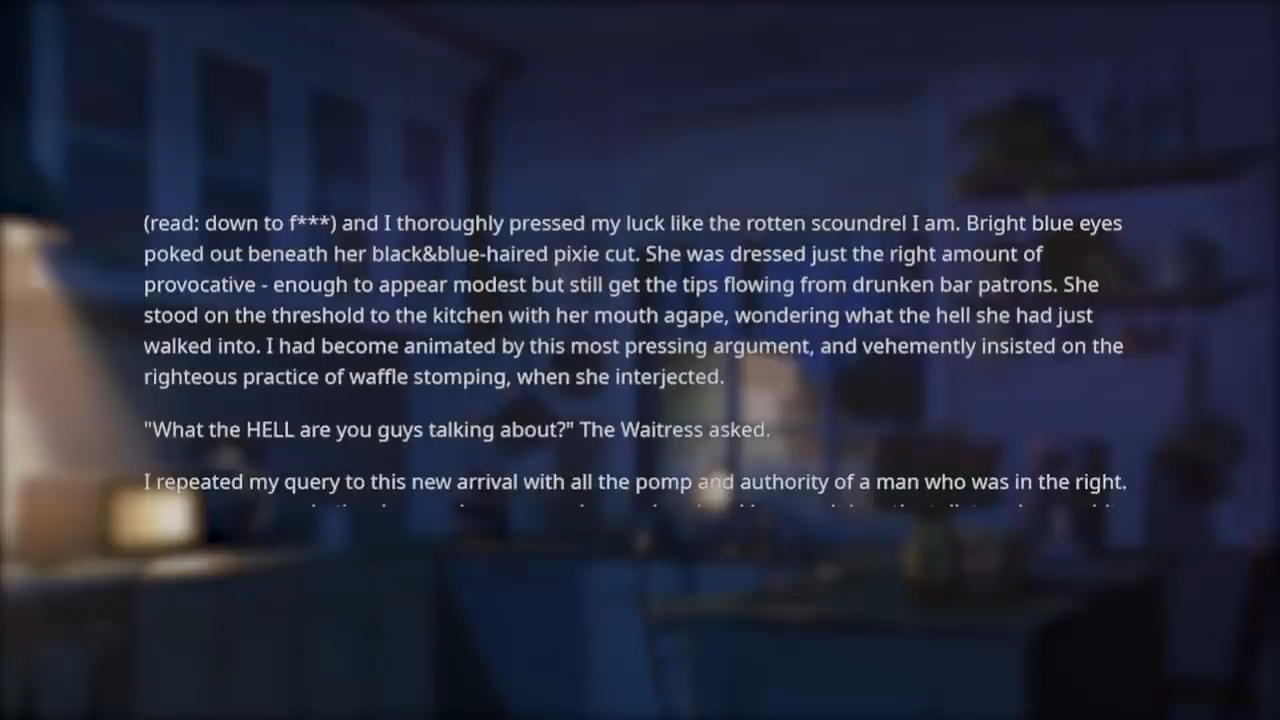 (read: down to f***) and I thoroughly pressed my luck like the rotten scoundrel I am. Bright blue eyes
poked out beneath her black&blue-haired pixie cut. She was dressed just the right amount of
provocative - enough to appear modest but still get the tips flowing from drunken bar patrons. She
stood on the threshold to the kitchen with her mouth agape, wondering what the hell she had just
walked into. I had become animated by this most pressing argument, and vehemently insisted on the
righteous practice of waffle stomping, when she interjected.
"What the HELL are you guys talking about?" The Waitress asked.
I repeated my query to this new arrival with all the pomp and authority of a man who was in the right.